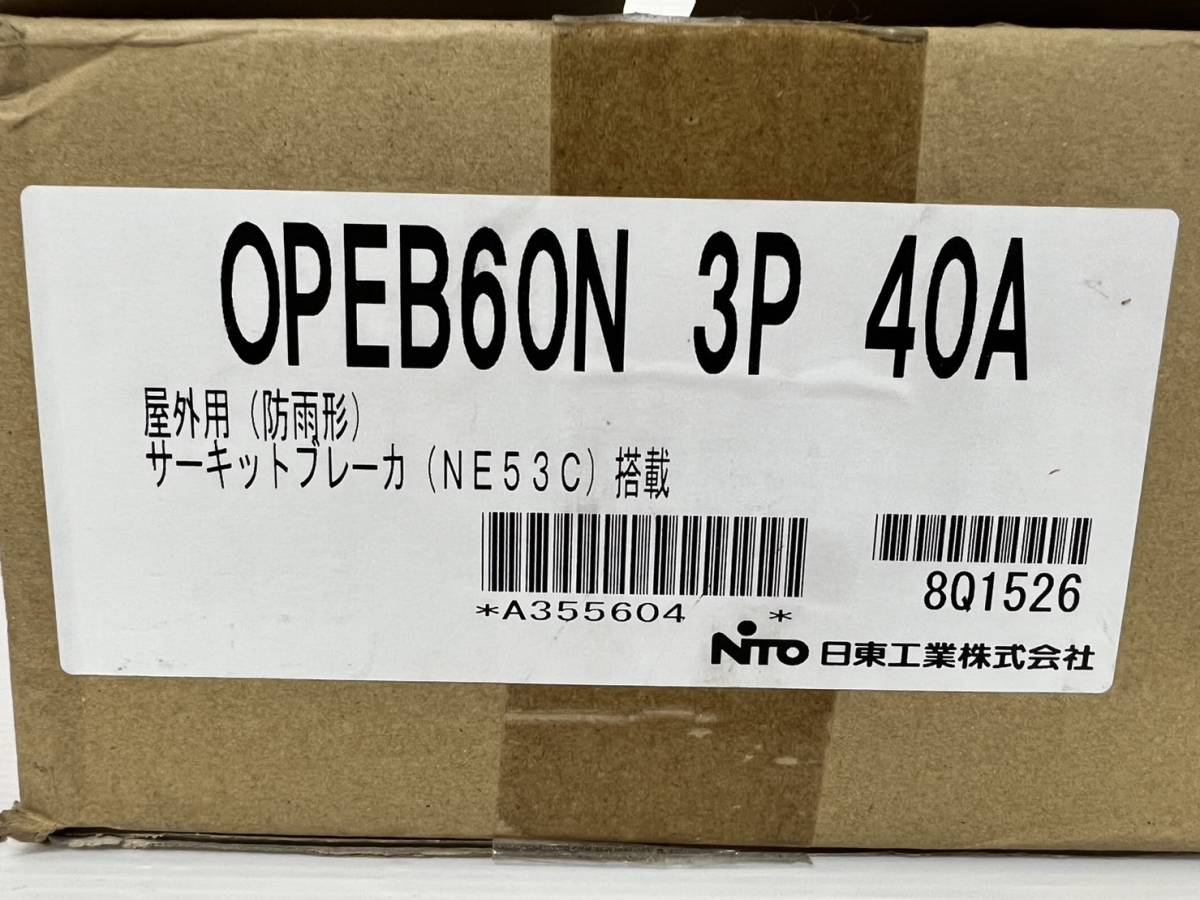 OPEB60N 3P 40A
屋外用（防雨形）
サーキットブレーカ（NE53C）搭載
*A355604 *
8Q1526
NITO 日東工業株式会社